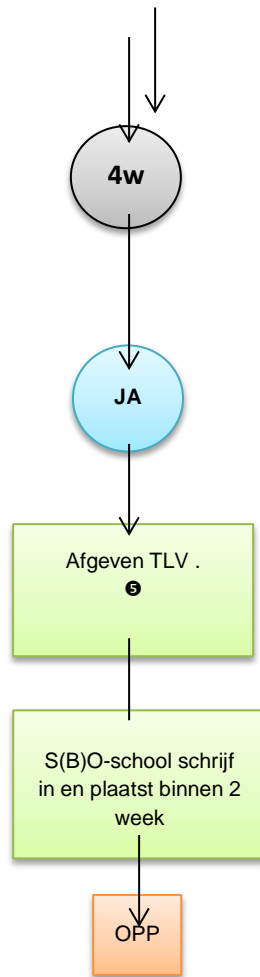 4w
JA
Afgeven TLV .
❺
S(B)O-school schrijf
in en plaatst binnen 2
week
OPP